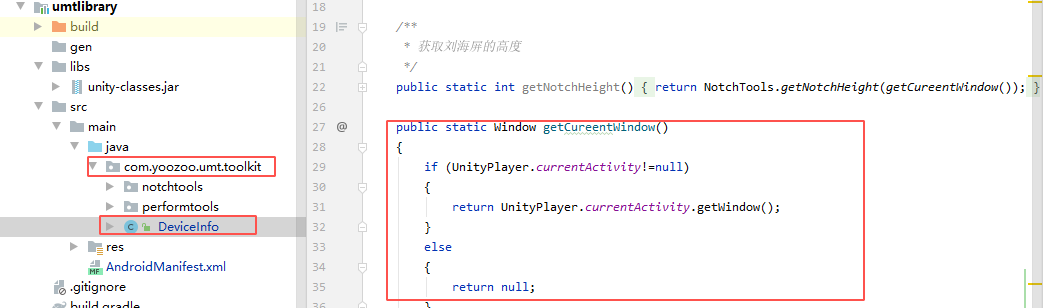 umtlibrary
build
gen
libs
unity-classes.jar
src
main
java
com.yoozoo.umt.toolkit
notchtools
performtools
DeviceInfo
res
AndroidManifest.xml
.gitignore
build.gradle
18
19 /**
20 * 获取刘海屏的高度
21 */
22 public static int getNotchHeight() { return NotchTools.getNotchHeight(getCureentWindow()); }
26
27 @ public static Window getCureentWindow()
28 {
29 if (UnityPlayer.currentActivity!=null)
30 {
31 return UnityPlayer.currentActivity.getWindow();
32 }
33 else
34 {
35 return null;
36 }